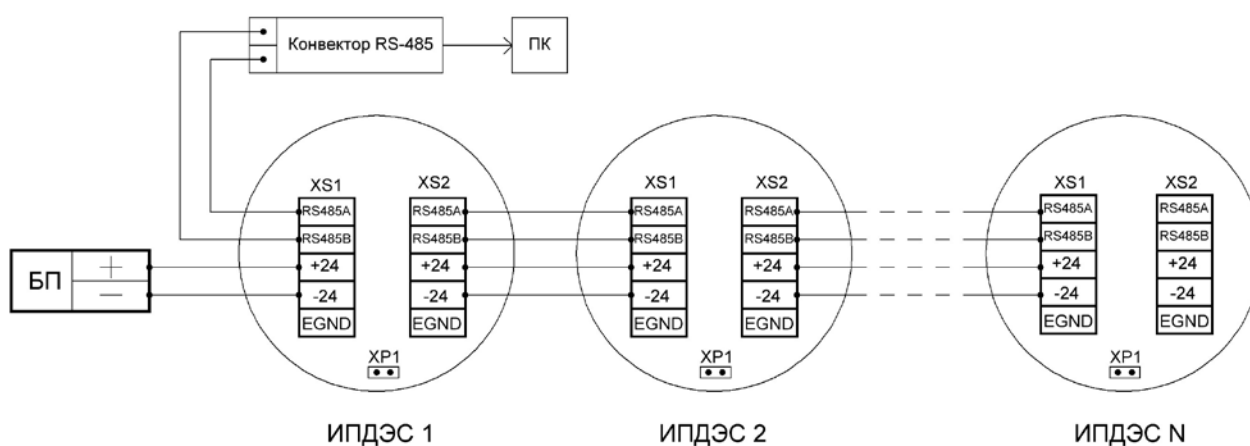 Конвектор RS-485
ПК
XS1 XS2 XS1 XS2 XS1 XS2
RS485A RS485A RS485A RS485A RS485A RS485A
RS485B RS485B RS485B RS485B RS485B RS485B
БП + +24 +24 +24 +24 +24 +24
− -24 -24 -24 -24 -24 -24
EGND EGND EGND EGND EGND EGND
XP1 XP1 XP1
ИПДЭС 1 ИПДЭС 2 ИПДЭС N